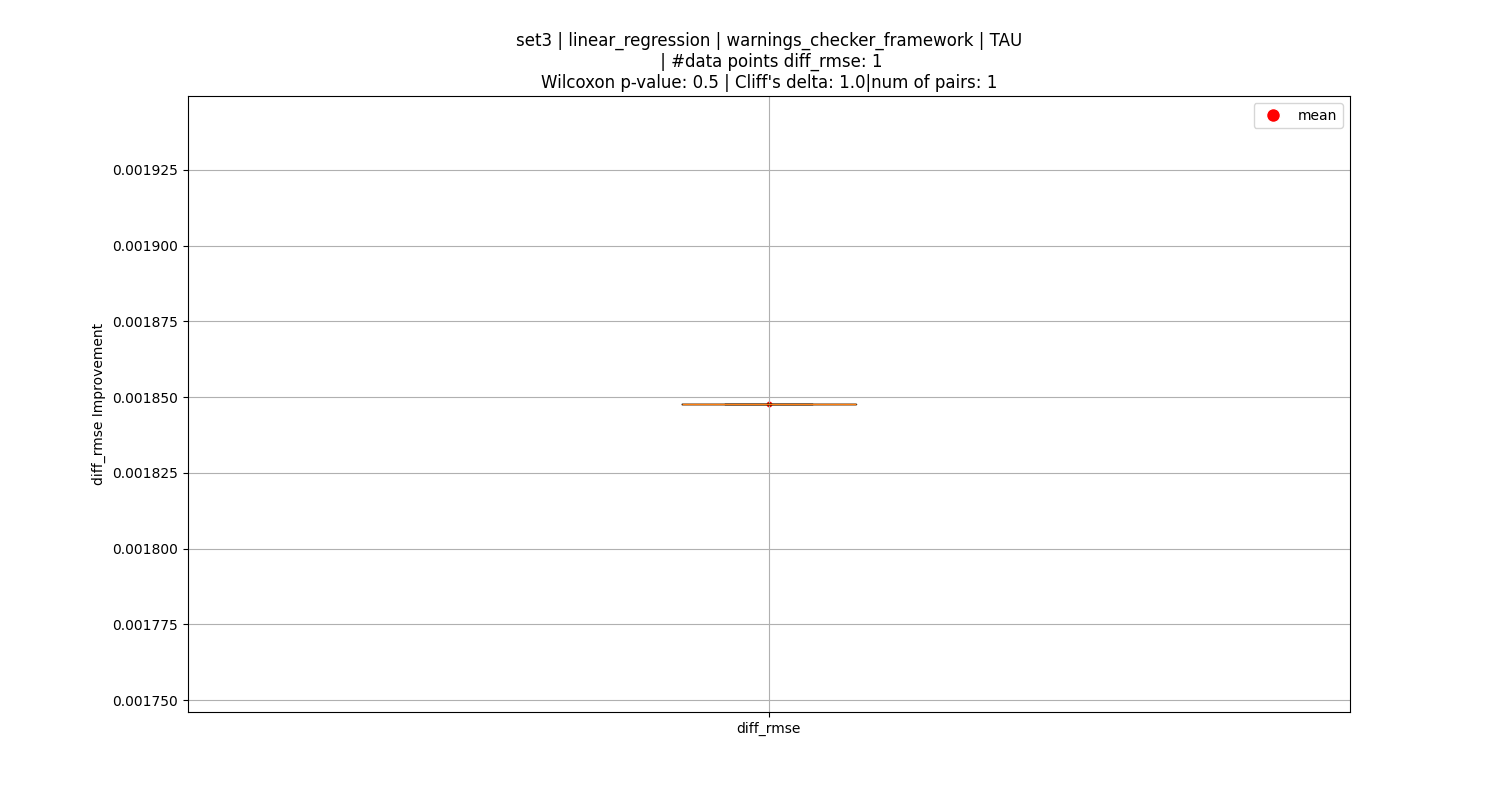 set3 | linear_regression | warnings_checker_framework | TAU
| #data points diff_rmse: 1
Wilcoxon p-value: 0.5 | Cliff's delta: 1.0|num of pairs: 1
mean
0.001925
0.001900
0.001875
0.001850
0.001825
0.001800
0.001775
0.001750
diff_rmse Improvement
diff_rmse